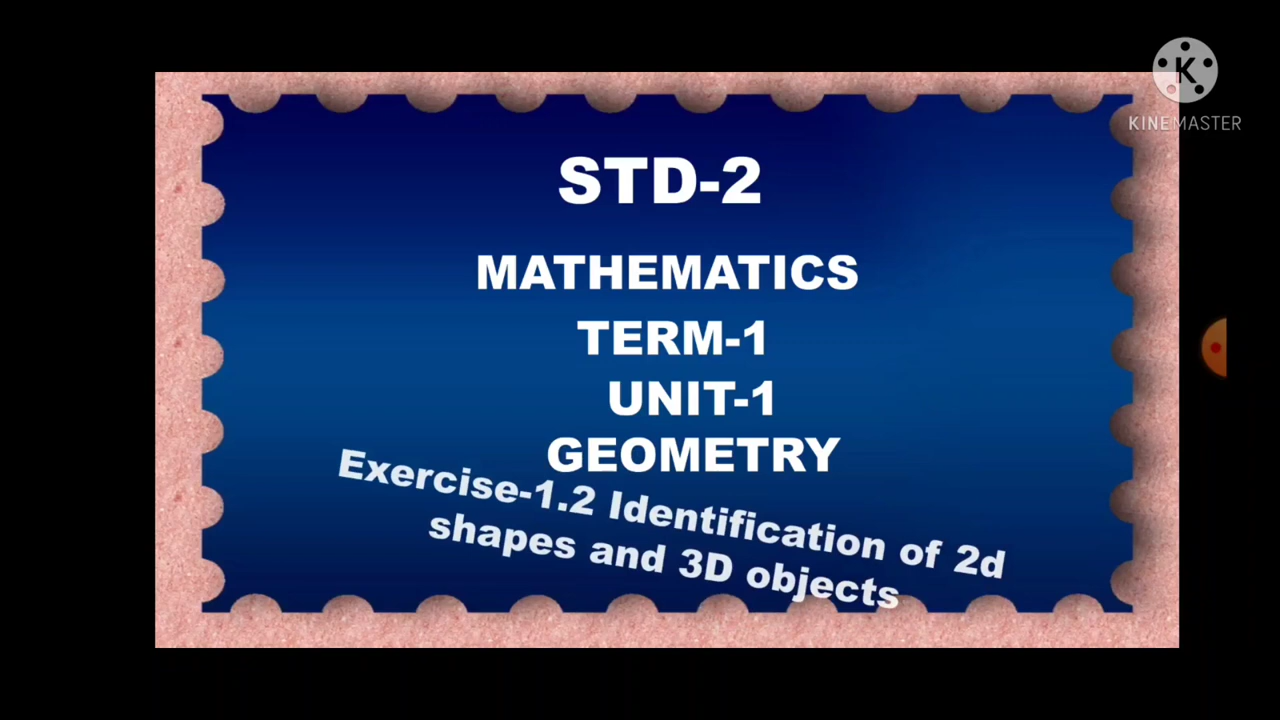 K
KINEMASTER
STD-2
MATHEMATICS
TERM-1
UNIT-1
GEOMETRY
Exercise-1.2 Identification of 2d
shapes and 3D objects